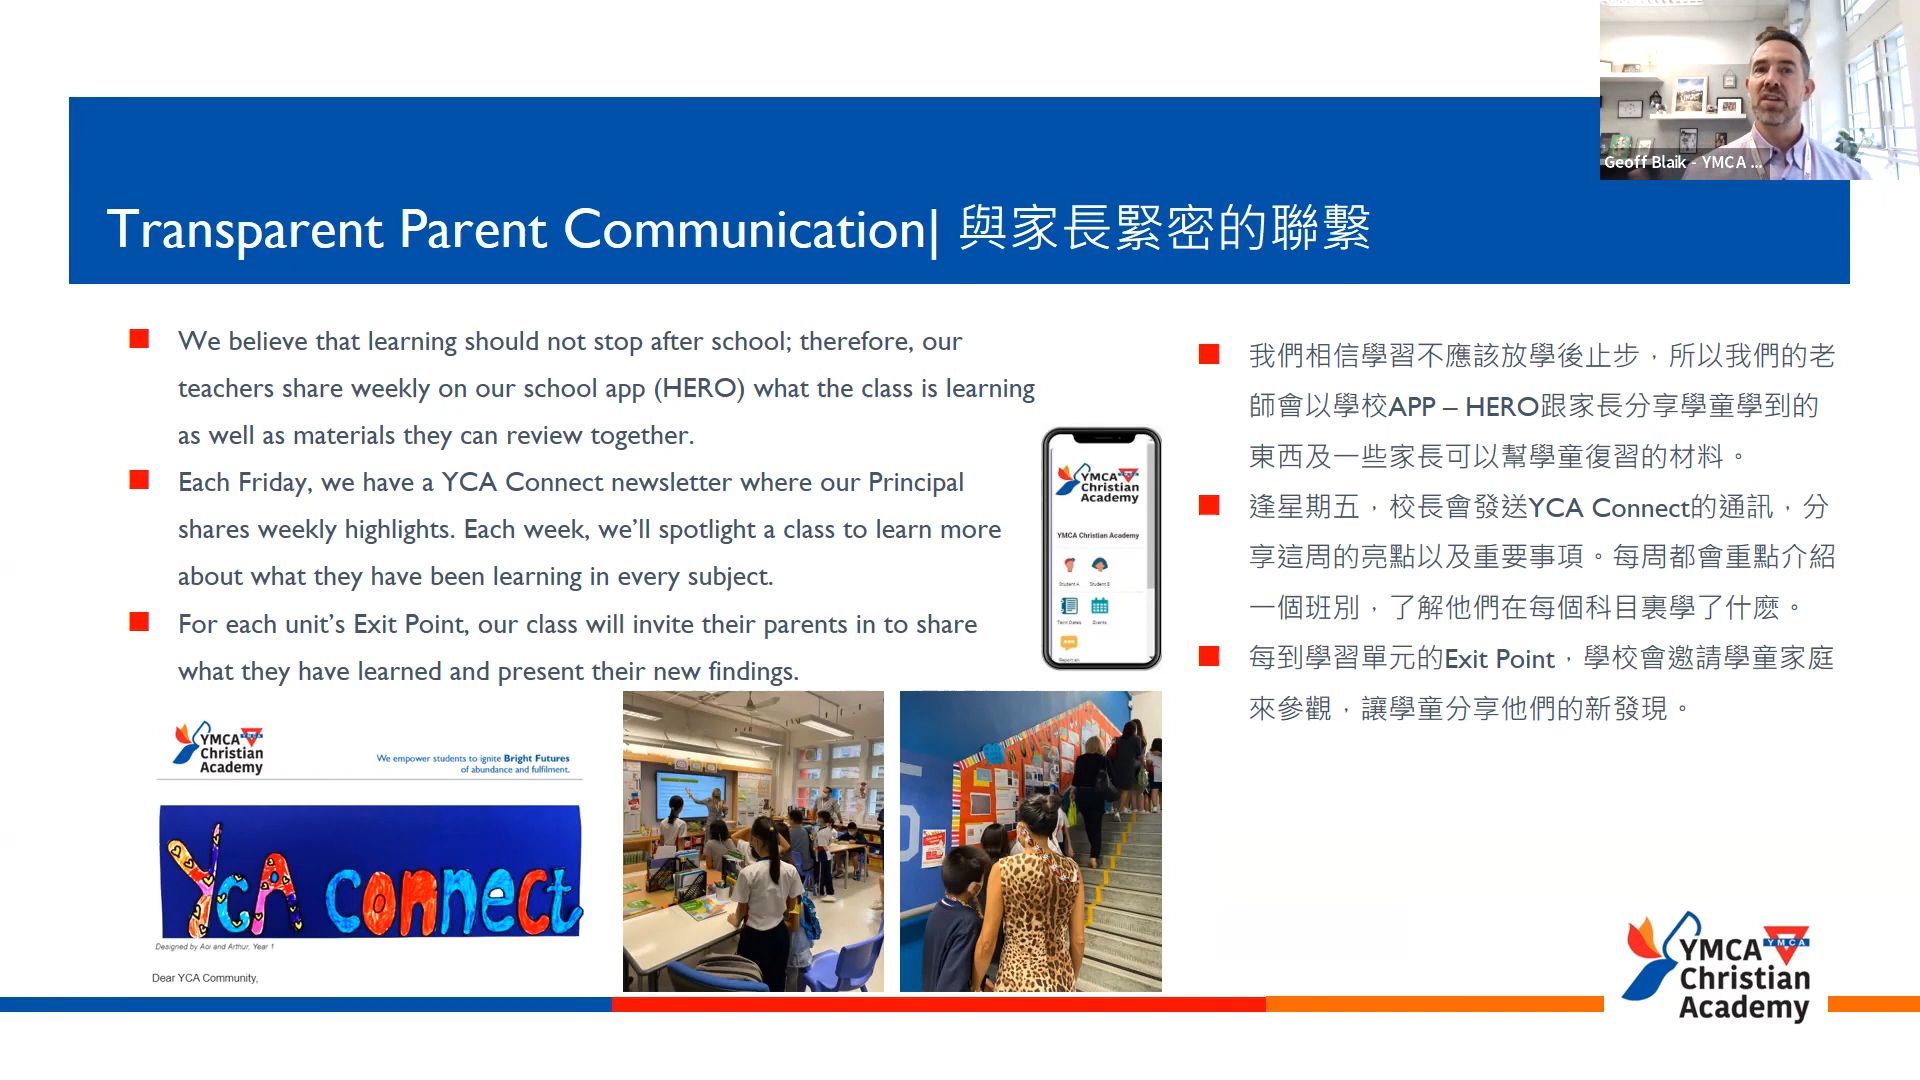 Geoff Blaik - YMCA ...
Transparent Parent Communication| 與家長緊密的聯繫
We believe that learning should not stop after school; therefore, our
teachers share weekly on our school app (HERO) what the class is learning
as well as materials they can review together.
Each Friday, we have a YCA Connect newsletter where our Principal
shares weekly highlights. Each week, we’ll spotlight a class to learn more
about what they have been learning in every subject.
For each unit’s Exit Point, our class will invite their parents in to share
what they have learned and present their new findings.
YMCA
Christian
Academy
YMCA Christian Academy
Student A
Student B
Term Dates
Events
我們相信學習不應該放學後止步，所以我們的老
師會以學校APP – HERO跟家長分享學童學到的
東西及一些家長可以幫學童復習的材料。
逢星期五，校長會發送YCA Connect的通訊，分
享這周的亮點以及重要事項。每周都會重點介紹
一個班別，了解他們在每個科目裏學了什麽。
每到學習單元的Exit Point，學校會邀請學童家庭
來參觀，讓學童分享他們的新發現。
YMCA
Christian
Academy
We empower students to ignite Bright Futures
of abundance and fulfilment.
YCA connect
Designed by Aoi and Arthur, Year 1
Dear YCA Community,
YMCA
YMCA
Christian
Academy